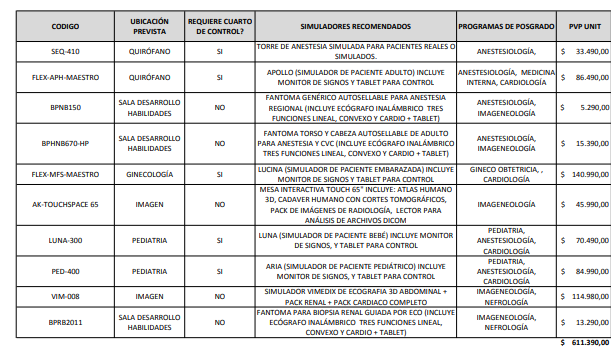 CODIGO
UBICACIÓN
PREVISTA
REQUIERE CUARTO
DE CONTROL?
SIMULADORES RECOMENDADOS
PROGRAMAS DE POSGRADO
PVP UNIT
SEQ-410
QUIRÓFANO
SI
TORRE DE ANESTESIA SIMULADA PARA PACIENTES REALES O
SIMULADOS.
ANESTESIOLOGÍA,
$ 33.490,00
FLEX-APH-MAESTRO
QUIRÓFANO
SI
APOLLO (SIMULADOR DE PACIENTE ADULTO) INCLUYE
MONITOR DE SIGNOS Y TABLET PARA CONTROL
ANESTESIOLOGÍA, MEDICINA
INTERNA, CARDIOLOGÍA
$ 86.490,00
BPNB150
SALA DESARROLLO
HABILIDADES
NO
FANTOMA GENÉRICO AUTOSELLABLE PARA ANESTESIA
REGIONAL (INCLUYE ECÓGRAFO INALÁMBRICO TRES
FUNCIONES LINEAL, CONVEXO Y CARDIO + TABLET)
ANESTESIOLOGÍA,
IMAGENEOLOGÍA
$ 5.290,00
BPHNB670-HP
SALA DESARROLLO
HABILIDADES
NO
FANTOMA TORSO Y CABEZA AUTOSELLABLE DE ADULTO
PARA ANESTESIA Y CVC (INCLUYE ECÓGRAFO INALÁMBRICO
TRES FUNCIONES LINEAL, CONVEXO Y CARDIO + TABLET)
ANESTESIOLOGÍA,
IMAGENEOLOGÍA
$ 15.390,00
FLEX-MFS-MAESTRO
GINECOLOGÍA
SI
LUCINA (SIMULADOR DE PACIENTE EMBARAZADA) INCLUYE
MONITOR DE SIGNOS Y TABLET PARA CONTROL
GINECO OBTETRICIA, ,
CARDIOLOGÍA
$ 140.990,00
AK-TOUCHSPACE 65
IMAGEN
NO
MESA INTERACTIVA TOUCH 65" INCLUYE: ATLAS HUMANO
3D, CADAVER HUMANO CON CORTES TOMOGRÁFICOS,
PACK DE IMÁGENES DE RADIOLOGÍA, LECTOR PARA
ANÁLISIS DE ARCHIVOS DICOM
IMAGENEOLOGÍA
$ 45.990,00
LUNA-300
PEDIATRIA
SI
LUNA (SIMULADOR DE PACIENTE BEBÉ) INCLUYE MONITOR
DE SIGNOS, Y TABLET PARA CONTROL
PEDIATRIA,
ANESTESIOLOGÍA,
CARDIOLOGÍA
$ 70.490,00
PED-400
PEDIATRIA
SI
ARIA (SIMULADOR DE PACIENTE PEDIÁTRICO) INCLUYE
MONITOR DE SIGNOS, Y TABLET PARA CONTROL
PEDIATRIA,
ANESTESIOLOGÍA,
CARDIOLOGÍA
$ 84.990,00
VIM-008
IMAGEN
NO
SIMULADOR VIMEDIX DE ECOGRAFIA 3D ABDOMINAL +
PACK RENAL + PACK CARDIACO COMPLETO
IMAGENEOLOGÍA,
NEFROLOGÍA
$ 114.980,00
BPRB2011
SALA DESARROLLO
HABILIDADES
NO
FANTOMA PARA BIOPSIA RENAL GUIADA POR ECO (INCLUYE
ECÓGRAFO INALÁMBRICO TRES FUNCIONES LINEAL,
CONVEXO Y CARDIO + TABLET)
IMAGENEOLOGÍA,
NEFROLOGÍA
$ 13.290,00
$ 611.390,00